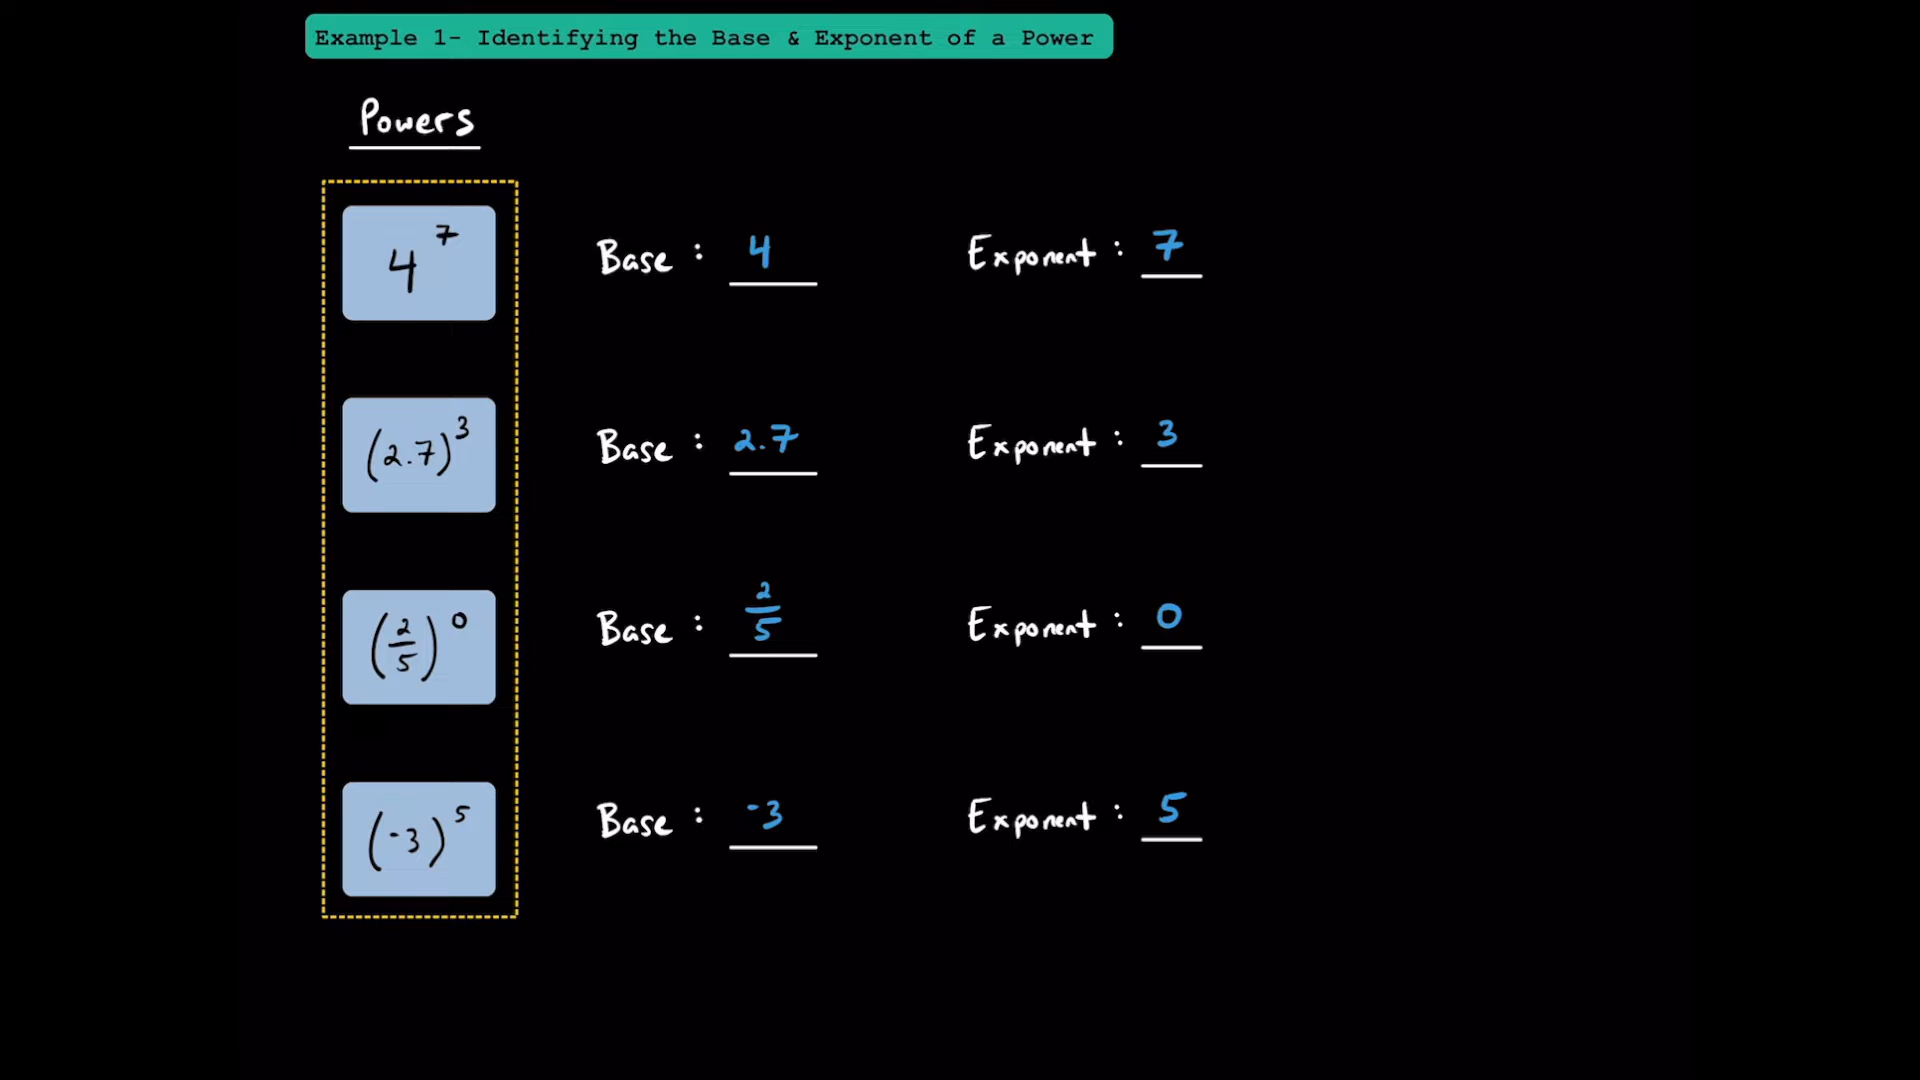 Example 1- Identifying the Base & Exponent of a Power
Powers
4^7 Base : 4 Exponent : 7
(2.7)^3 Base : 2.7 Exponent : 3
(2/5)^0 Base : 2/5 Exponent : 0
(-3)^5 Base : -3 Exponent : 5